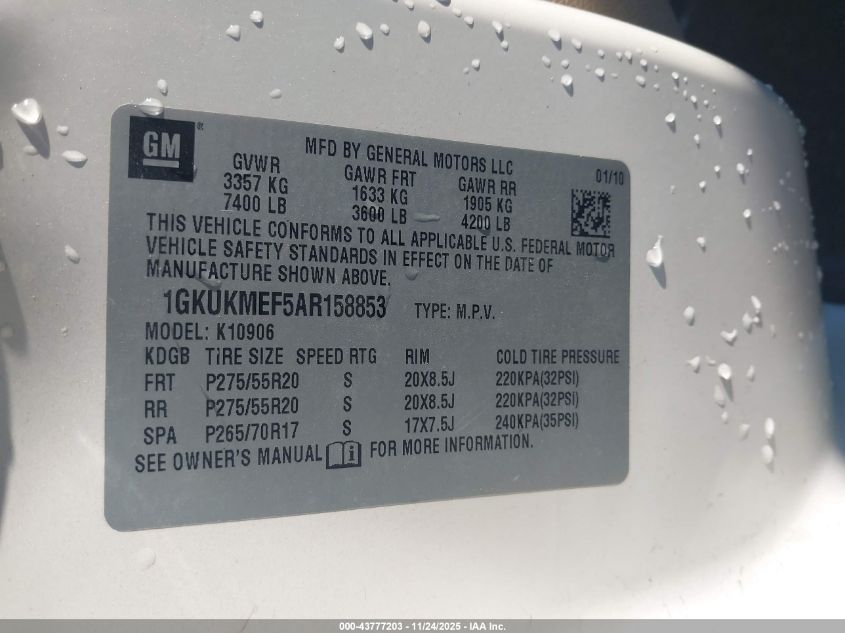 GM ®
MFD BY GENERAL MOTORS LLC
01/10
GVWR GAWR FRT GAWR RR
3357 KG 1633 KG 1905 KG
7400 LB 3600 LB 4200 LB
THIS VEHICLE CONFORMS TO ALL APPLICABLE U.S. FEDERAL MOTOR
VEHICLE SAFETY STANDARDS IN EFFECT ON THE DATE OF
MANUFACTURE SHOWN ABOVE.
1GKUKMEF5AR158853 TYPE: M.P.V.
MODEL: K10906
KDGB TIRE SIZE SPEED RTG RIM COLD TIRE PRESSURE
FRT P275/55R20 S 20X8.5J 220KPA(32PSI)
RR P275/55R20 S 20X8.5J 220KPA(32PSI)
SPA P265/70R17 S 17X7.5J 240KPA(35PSI)
SEE OWNER'S MANUAL i FOR MORE INFORMATION.
000-43777203 - 11/24/2025 - IAA Inc.